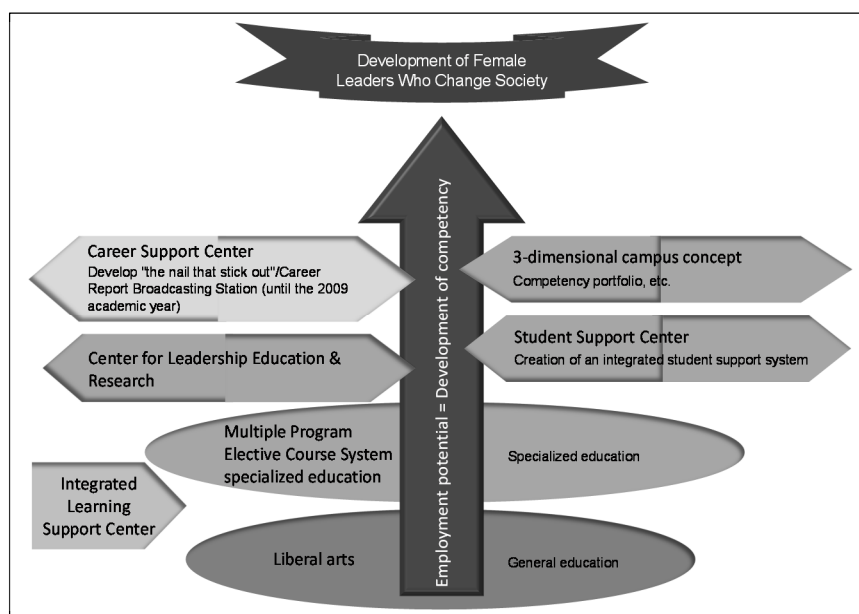 Development of Female
Leaders Who Change Society
Employment potential = Development of competency
Career Support Center
Develop "the nail that stick out"/Career
Report Broadcasting Station (until the 2009
academic year)
3-dimensional campus concept
Competency portfolio, etc.
Center for Leadership Education &
Research
Student Support Center
Creation of an integrated student support system
Multiple Program
Elective Course System
specialized education
Specialized education
Integrated
Learning
Support Center
Liberal arts
General education